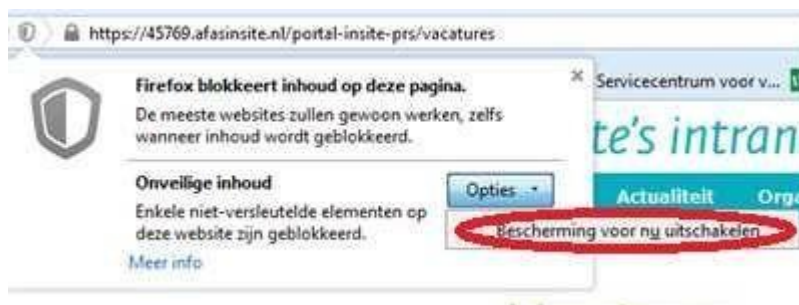 https://45769.afasinsite.nl/portal-insite-prs/vacatures
Firefox blokkeert inhoud op deze pagina.
De meeste websites zullen gewoon werken, zelfs
wanneer inhoud wordt geblokkeerd.
Servicecentrum voor v...
te's intran
Onveilige inhoud
Opties
Actualiteit Orga
Enkele niet-versleutelde elementen op
deze website zijn geblokkeerd.
Bescherming voor nu uitschakelen
Meer info